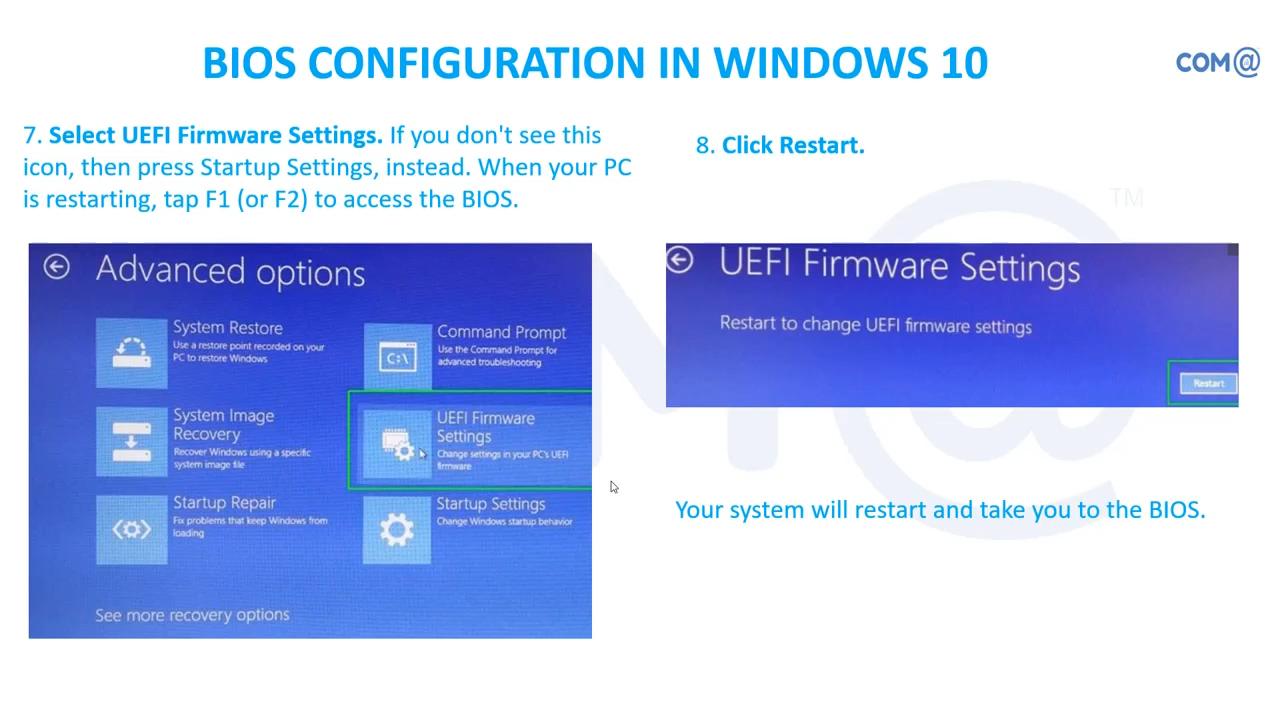 BIOS CONFIGURATION IN WINDOWS 10
COM@
7. Select UEFI Firmware Settings. If you don't see this
icon, then press Startup Settings, instead. When your PC
is restarting, tap F1 (or F2) to access the BIOS.
Advanced options
System Restore
Use a restore point recorded on your
PC to restore Windows
Command Prompt
Use the Command Prompt for
advanced troubleshooting
System Image
Recovery
Recover Windows using a specific
system image file
UEFI Firmware
Settings
Change settings in your PC's UEFI
firmware
Startup Repair
Fix problems that keep Windows from
loading
Startup Settings
Change Windows startup behavior
See more recovery options
8. Click Restart.
TM
UEFI Firmware Settings
Restart to change UEFI firmware settings
Restart
Your system will restart and take you to the BIOS.